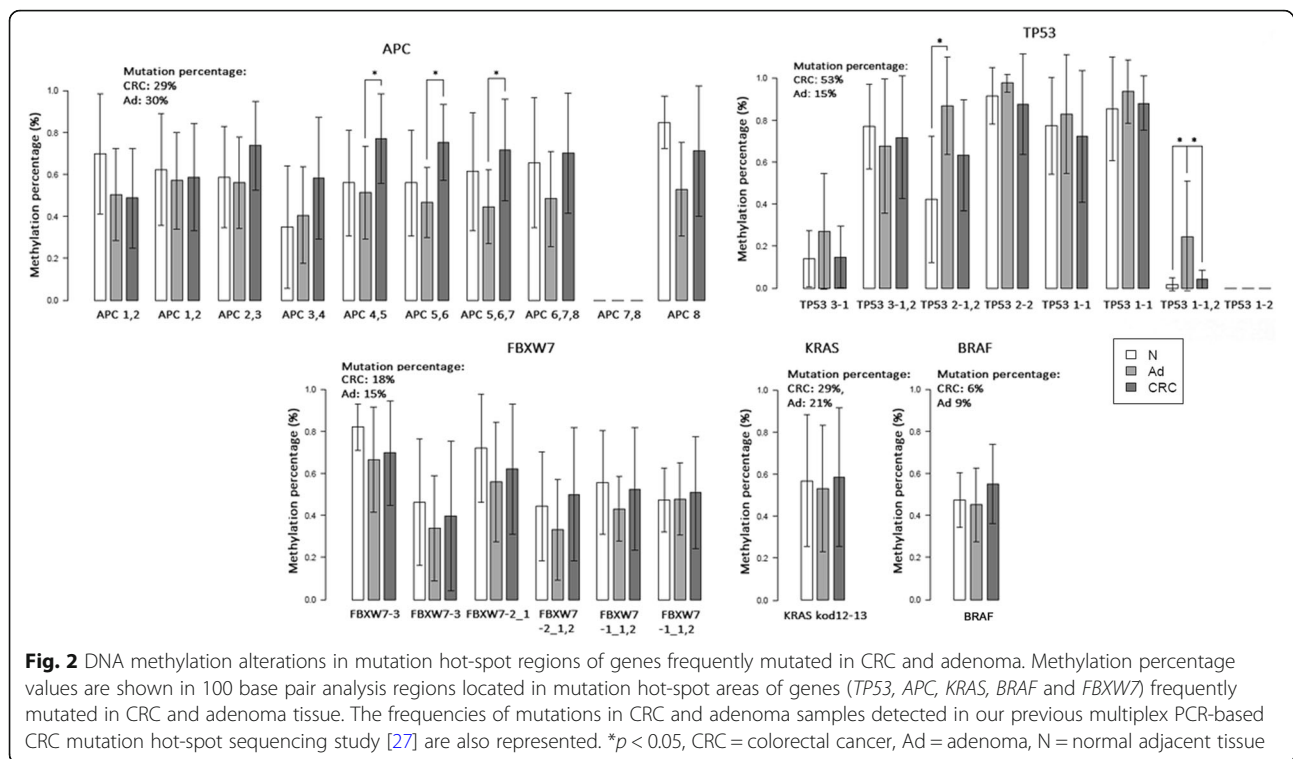 APC
Mutation percentage:
CRC: 29%
Ad: 30%
* * *
Methylation percentage (%)
1.0
0.8
0.6
0.4
0.2
0.0
APC 1,2 APC 1,2 APC 2,3 APC 3,4 APC 4,5 APC 5,6 APC 5,6,7 APC 6,7,8 APC 7,8 APC 8
TP53
Mutation percentage:
CRC: 53%
Ad: 15%
* * *
Methylation percentage (%)
1.0
0.8
0.6
0.4
0.2
0.0
TP53 3-1 TP53 3-1,2 TP53 2-1,2 TP53 2-2 TP53 1-1 TP53 1-1 TP53 1-1,2 TP53 1-2
N
Ad
CRC
FBXW7
Mutation percentage:
CRC: 18%
Ad: 15%
Methylation percentage (%)
1.0
0.8
0.6
0.4
0.2
0.0
FBXW7-3 FBXW7-3 FBXW7-2_1 FBXW7 FBXW7 FBXW7
-2_1,2 -1_1,2 -1_1,2
KRAS
Mutation percentage:
CRC: 29%,
Ad: 21%
Methylation percentage (%)
1.0
0.8
0.6
0.4
0.2
0.0
KRAS kod12-13
BRAF
Mutation percentage:
CRC: 6%
Ad 9%
Methylation percentage (%)
1.0
0.8
0.6
0.4
0.2
0.0
BRAF
Fig. 2 DNA methylation alterations in mutation hot-spot regions of genes frequently mutated in CRC and adenoma. Methylation percentage
values are shown in 100 base pair analysis regions located in mutation hot-spot areas of genes (TP53, APC, KRAS, BRAF and FBXW7) frequently
mutated in CRC and adenoma tissue. The frequencies of mutations in CRC and adenoma samples detected in our previous multiplex PCR-based
CRC mutation hot-spot sequencing study [27] are also represented. *p < 0.05, CRC = colorectal cancer, Ad = adenoma, N = normal adjacent tissue